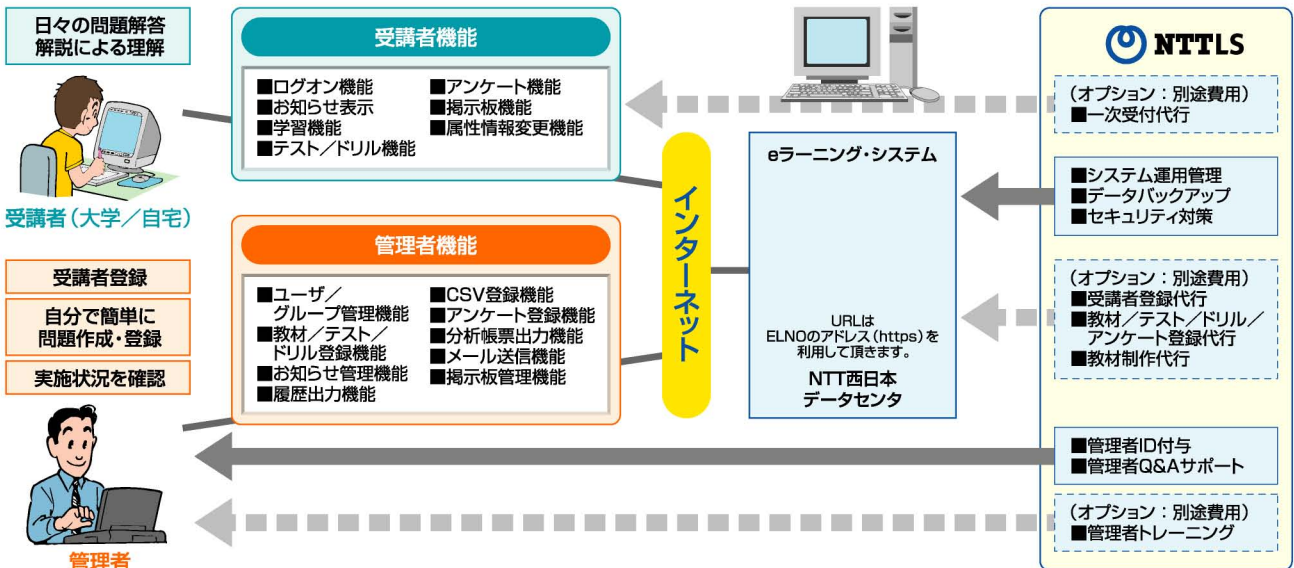 日々の問題解答
解説による理解
受講者（大学／自宅）
受講者機能
■ログオン機能
■お知らせ表示
■学習機能
■テスト／ドリル機能
■アンケート機能
■掲示板機能
■属性情報変更機能
受講者登録
自分で簡単に
問題作成・登録
実施状況を確認
管理者
管理者機能
■ユーザ／
グループ管理機能
■教材／テスト／
ドリル登録機能
■お知らせ管理機能
■履歴出力機能
■CSV登録機能
■アンケート登録機能
■分析帳票出力機能
■メール送信機能
■掲示板管理機能
インターネット
eラーニング・システム
URLは
ELNOのアドレス（https）を
利用して頂きます。
NTT西日本
データセンタ
NTTLS
（オプション：別途費用）
■一次受付代行
■システム運用管理
■データバックアップ
■セキュリティ対策
（オプション：別途費用）
■受講者登録代行
■教材／テスト／ドリル／
アンケート登録代行
■教材制作代行
■管理者ID付与
■管理者Q&Aサポート
（オプション：別途費用）
■管理者トレーニング